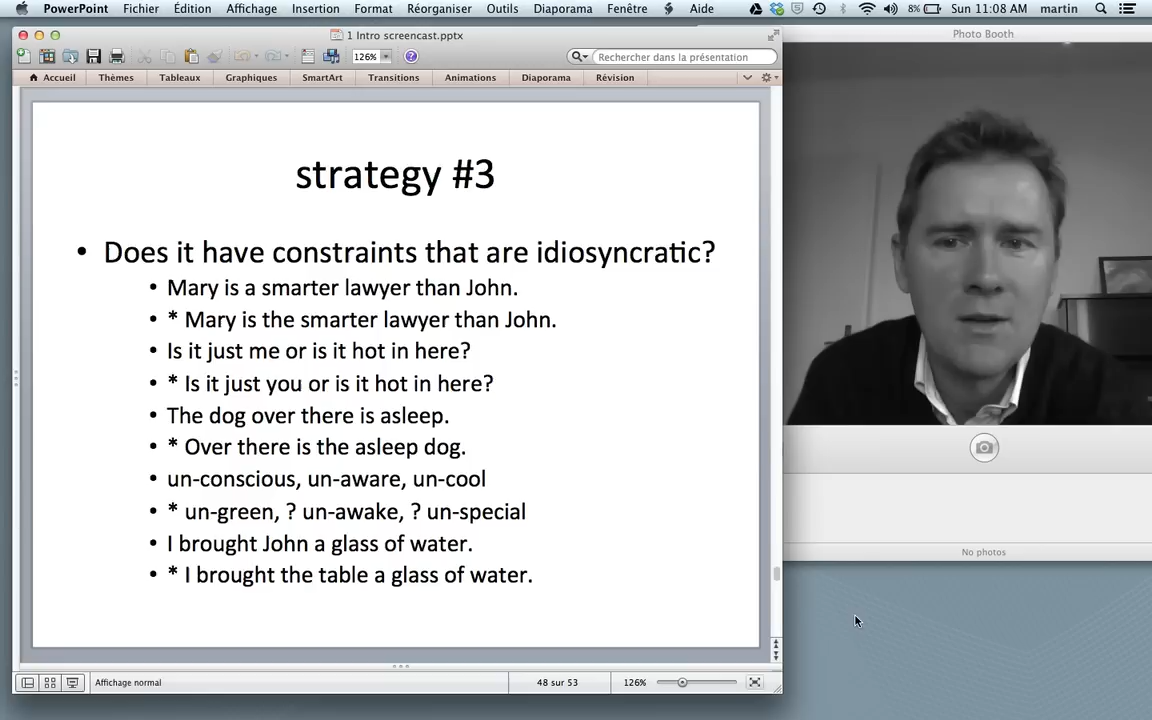 PowerPoint Fichier Édition Affichage Insertion Format Réorganiser Outils Diaporama Fenêtre Aide 8% Sun 11:08 AM martin
1 Intro screencast.pptx
Photo Booth
126% Rechercher dans la présentation
Accueil Thèmes Tableaux Graphiques SmartArt Transitions Animations Diaporama Révision
strategy #3
• Does it have constraints that are idiosyncratic?
• Mary is a smarter lawyer than John.
• * Mary is the smarter lawyer than John.
• Is it just me or is it hot in here?
• * Is it just you or is it hot in here?
• The dog over there is asleep.
• * Over there is the asleep dog.
• un-conscious, un-aware, un-cool
• * un-green, ? un-awake, ? un-special
• I brought John a glass of water.
• * I brought the table a glass of water.
No photos
Affichage normal 48 sur 53 126%